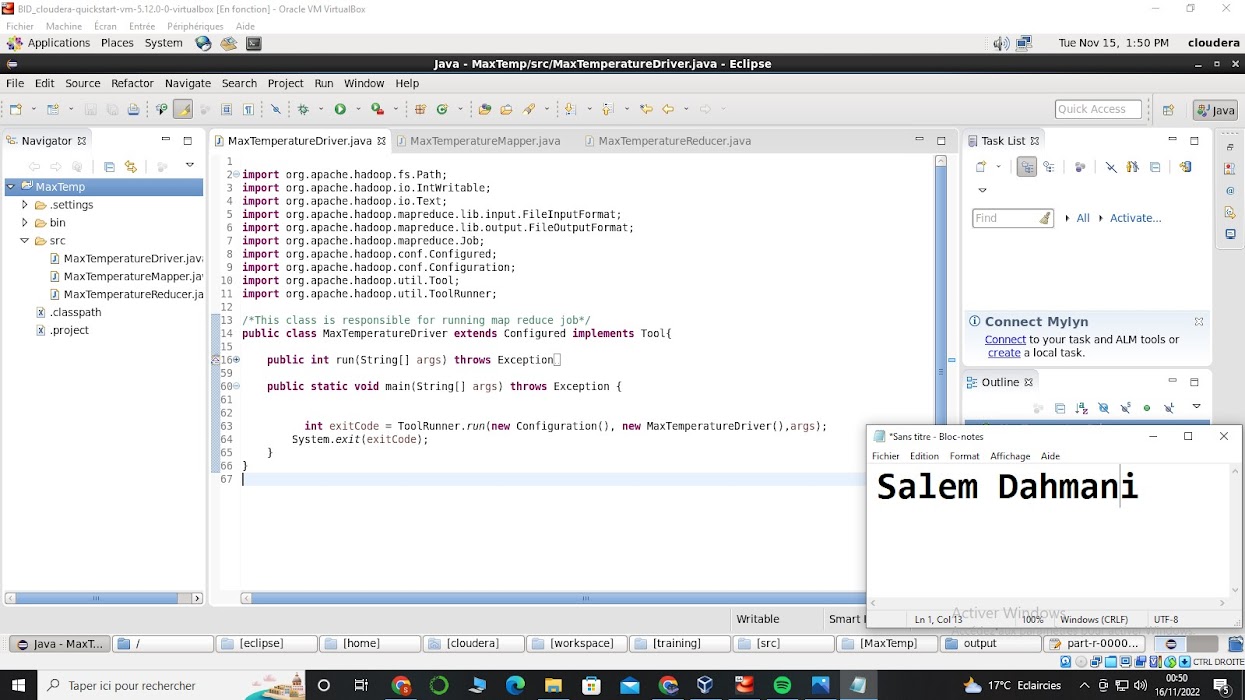 BID_cloudera-quickstart-vm-5.12.0-0-virtualbox [En fonction] - Oracle VM VirtualBox
Fichier Machine Écran Entrée Périphériques Aide
Applications Places System Tue Nov 15, 1:50 PM cloudera
Java - MaxTemp/src/MaxTemperatureDriver.java - Eclipse
File Edit Source Refactor Navigate Search Project Run Window Help
Quick Access Java
Navigator
MaxTemp
.settings
bin
src
MaxTemperatureDriver.java
MaxTemperatureMapper.ja
MaxTemperatureReducer.ja
.classpath
.project
MaxTemperatureDriver.java MaxTemperatureMapper.java MaxTemperatureReducer.java
1
2 import org.apache.hadoop.fs.Path;
3 import org.apache.hadoop.io.IntWritable;
4 import org.apache.hadoop.io.Text;
5 import org.apache.hadoop.mapreduce.lib.input.FileInputFormat;
6 import org.apache.hadoop.mapreduce.lib.output.FileOutputFormat;
7 import org.apache.hadoop.mapreduce.Job;
8 import org.apache.hadoop.conf.Configured;
9 import org.apache.hadoop.conf.Configuration;
10 import org.apache.hadoop.util.Tool;
11 import org.apache.hadoop.util.ToolRunner;
12
13 /*This class is responsible for running map reduce job*/
14 public class MaxTemperatureDriver extends Configured implements Tool{
15
16 public int run(String[] args) throws Exception
59
60 public static void main(String[] args) throws Exception {
61
62
63 int exitCode = ToolRunner.run(new Configuration(), new MaxTemperatureDriver(),args);
64 System.exit(exitCode);
65 }
66 }
67
Task List
Find All Activate...
Connect Mylyn
Connect to your task and ALM tools or
create a local task.
Outline
*Sans titre - Bloc-notes
Fichier Edition Format Affichage Aide
Salem Dahmani
Activer Windows
Ln 1, Col 13 100% Windows (CRLF) UTF-8
Writable Smart
Java - MaxT... / [eclipse] [home] [cloudera] [workspace] [training] [src] [MaxTemp] output part-r-0000...
CTRL DROITE
Taper ici pour rechercher
17°C Eclaircies
00:50
16/11/2022